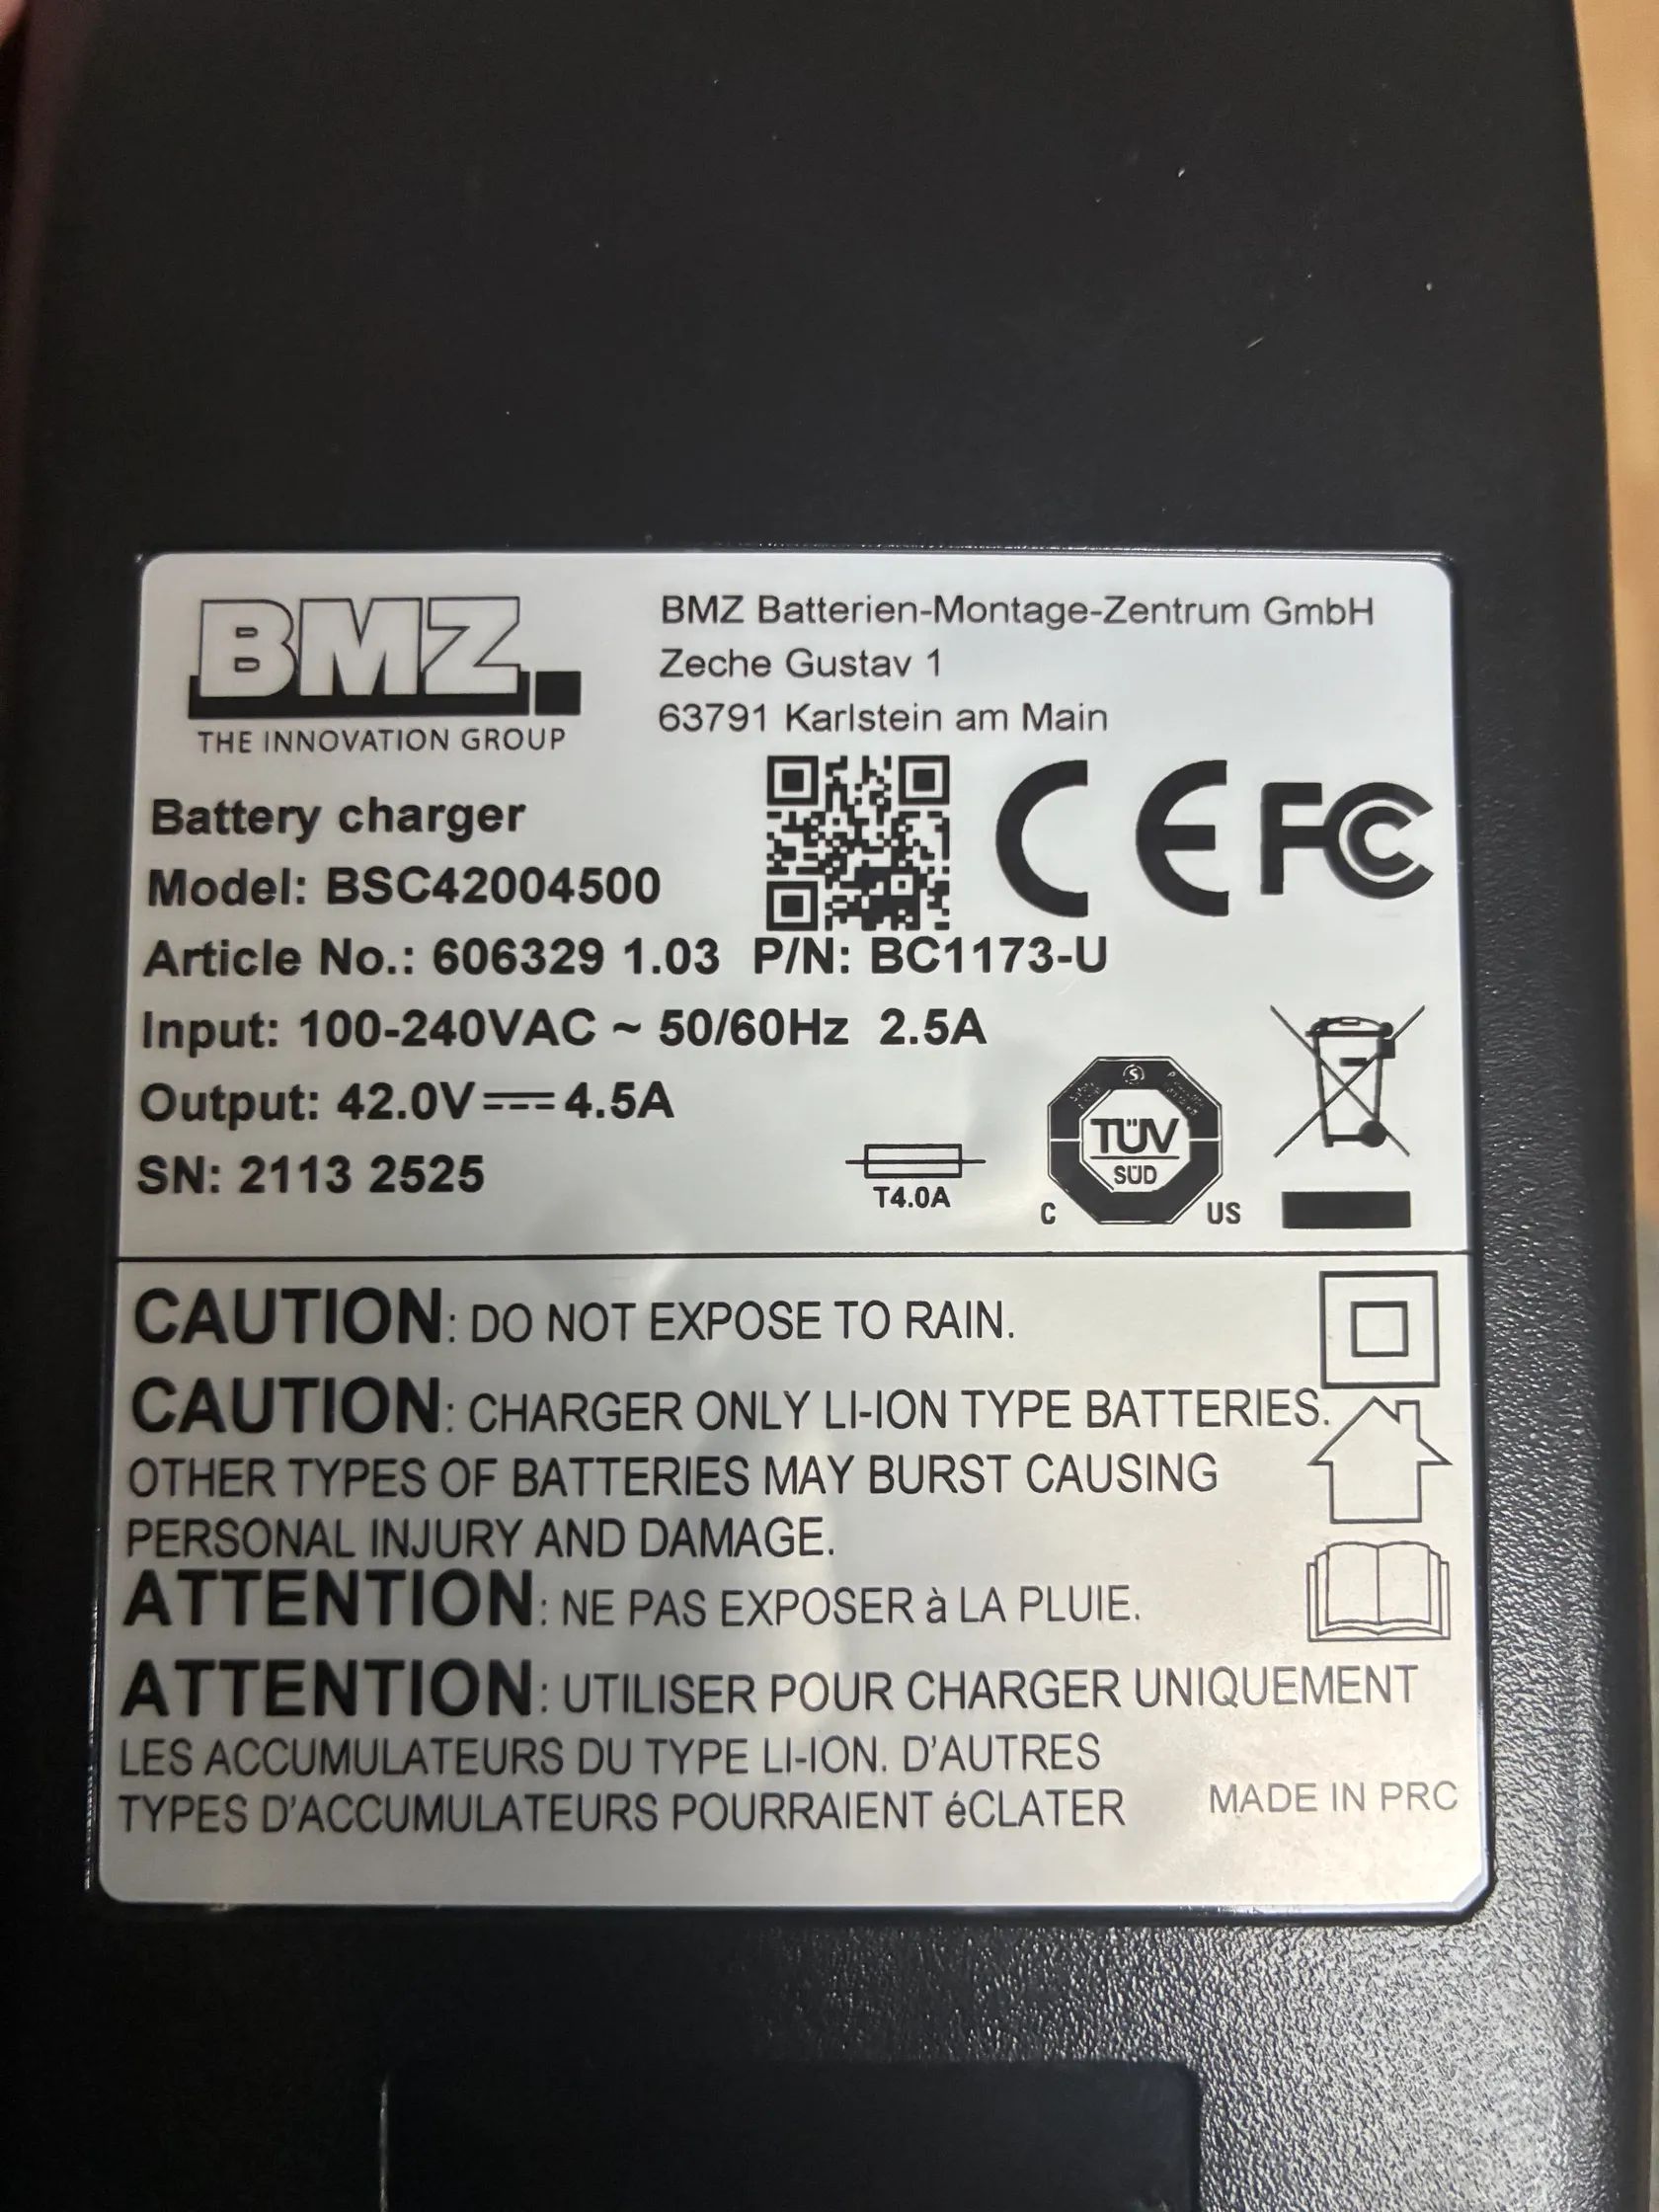 BMZ
THE INNOVATION GROUP
BMZ Batterien-Montage-Zentrum GmbH
Zeche Gustav 1
63791 Karlstein am Main
Battery charger
CE FC
Model: BSC42004500
Article No.: 606329 1.03 P/N: BC1173-U
Input: 100-240VAC ~ 50/60Hz 2.5A
Output: 42.0V⎓4.5A
SN: 2113 2525
T4.0A
TÜV
SÜD
C US
CAUTION: DO NOT EXPOSE TO RAIN.
CAUTION: CHARGER ONLY LI-ION TYPE BATTERIES.
OTHER TYPES OF BATTERIES MAY BURST CAUSING
PERSONAL INJURY AND DAMAGE.
ATTENTION: NE PAS EXPOSER à LA PLUIE.
ATTENTION: UTILISER POUR CHARGER UNIQUEMENT
LES ACCUMULATEURS DU TYPE LI-ION. D'AUTRES
TYPES D'ACCUMULATEURS POURRAIENT éCLATER
MADE IN PRC